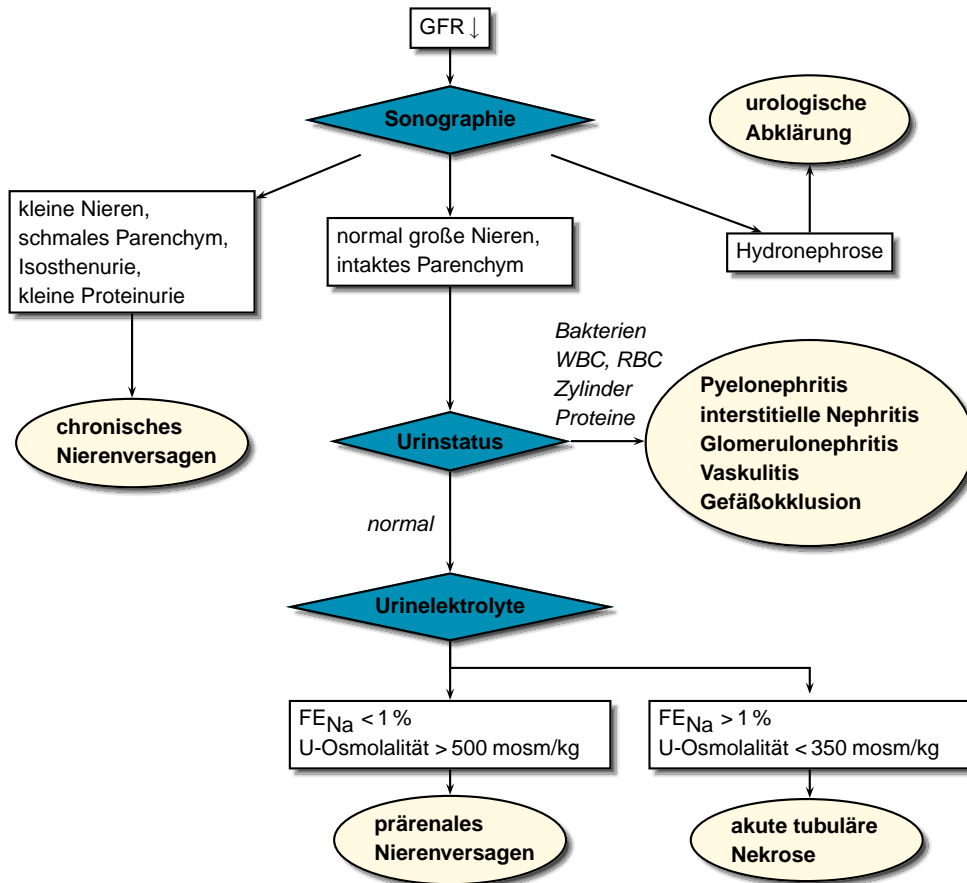 GFR ↓
Sonographie
urologische
Abklärung
kleine Nieren,
schmales Parenchym,
Isosthenurie,
kleine Proteinurie
normal große Nieren,
intaktes Parenchym
Hydronephrose
Bakterien
WBC, RBC
Zylinder
Proteine
chronisches
Nierenversagen
Urinstatus
Pyelonephritis
interstitielle Nephritis
Glomerulonephritis
Vaskulitis
Gefäßokklusion
normal
Urinelektrolyte
FENa < 1 %
U-Osmolalität > 500 mosm/kg
FENa > 1 %
U-Osmolalität < 350 mosm/kg
prärenales
Nierenversagen
akute tubuläre
Nekrose